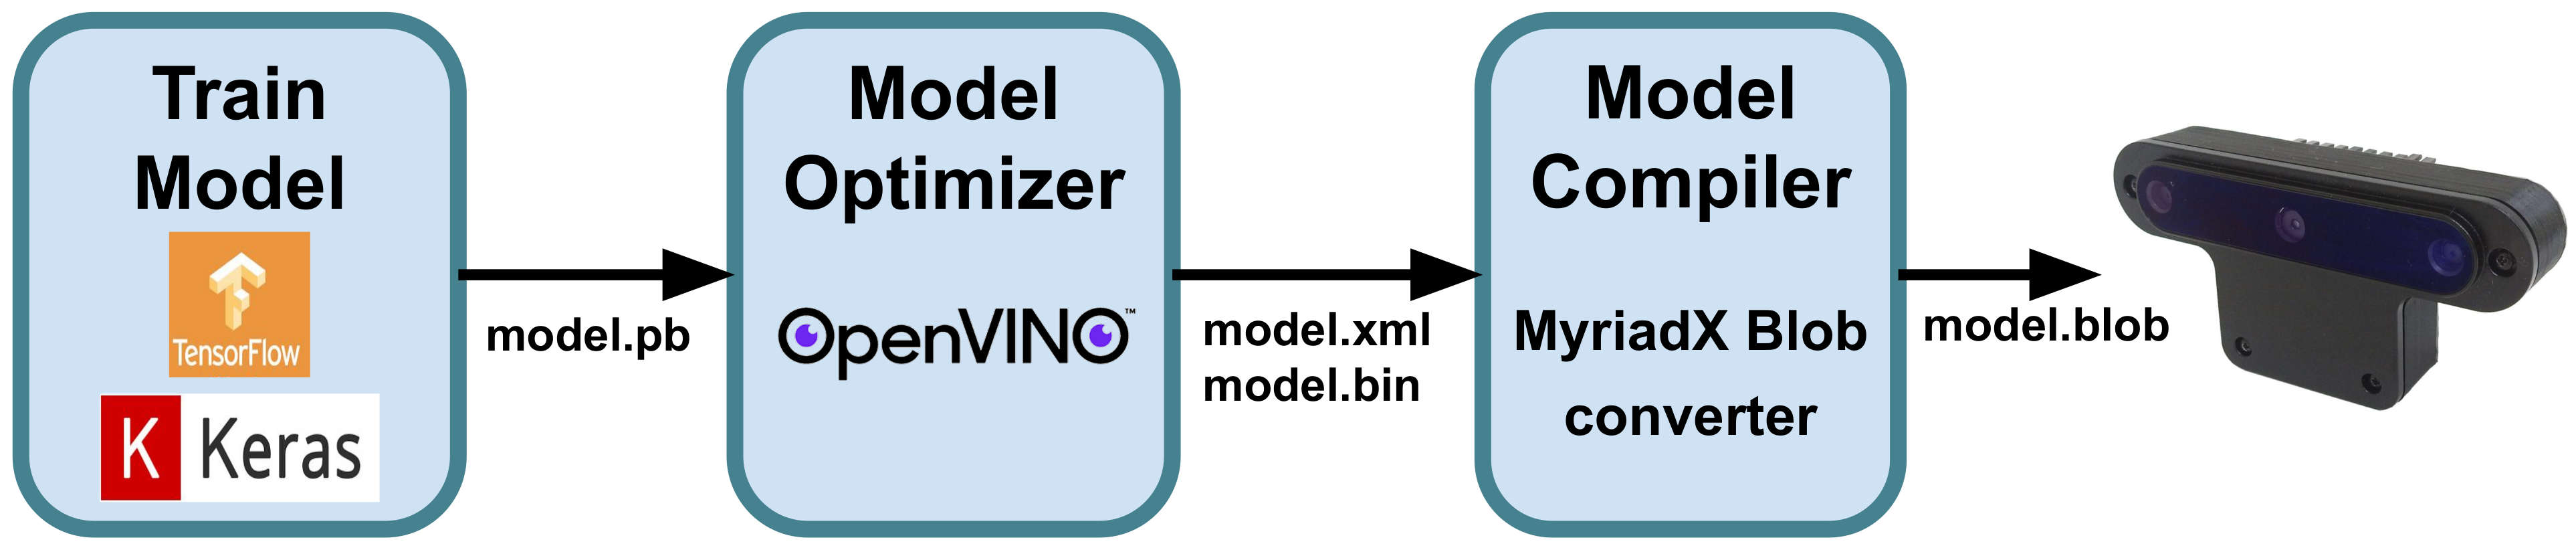 Train
Model
TensorFlow
K Keras
model.pb
Model
Optimizer
OpenVINO™
model.xml
model.bin
Model
Compiler
MyriadX Blob
converter
model.blob